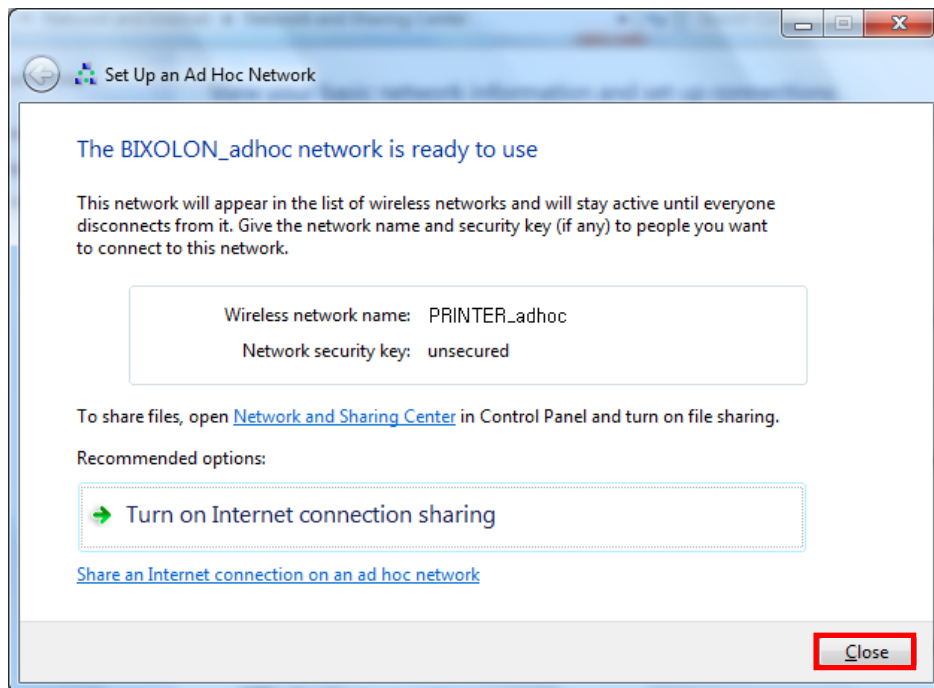 Set Up an Ad Hoc Network
The BIXOLON_adhoc network is ready to use
This network will appear in the list of wireless networks and will stay active until everyone
disconnects from it. Give the network name and security key (if any) to people you want
to connect to this network.
Wireless network name: PRINTER_adhoc
Network security key: unsecured
To share files, open Network and Sharing Center in Control Panel and turn on file sharing.
Recommended options:
Turn on Internet connection sharing
Share an Internet connection on an ad hoc network
Close